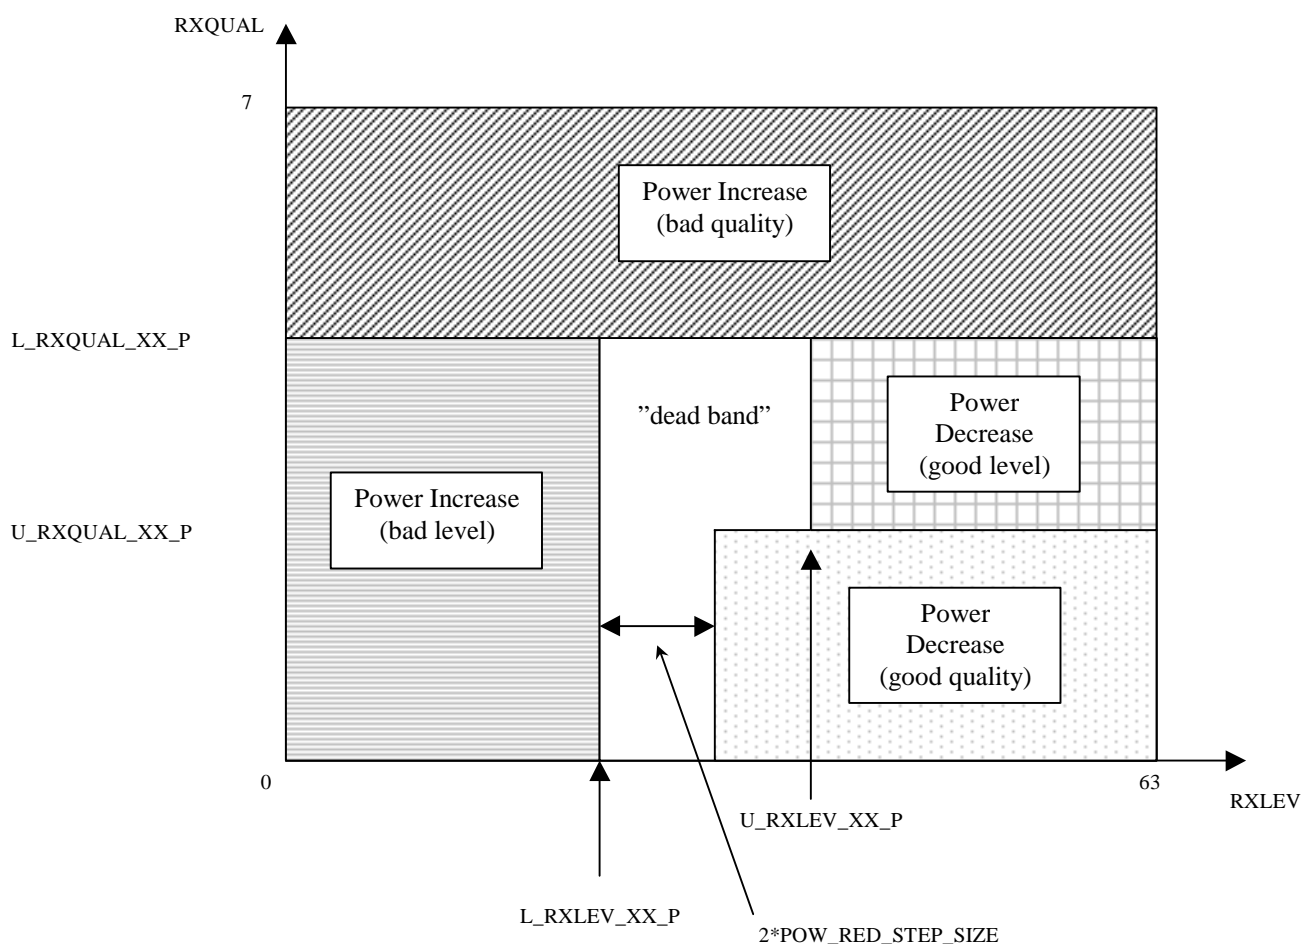 RXQUAL
7
Power Increase
(bad quality)
L_RXQUAL_XX_P
”dead band”
Power
Decrease
(good level)
Power Increase
(bad level)
U_RXQUAL_XX_P
Power
Decrease
(good quality)
0
63
RXLEV
U_RXLEV_XX_P
L_RXLEV_XX_P
2*POW_RED_STEP_SIZE